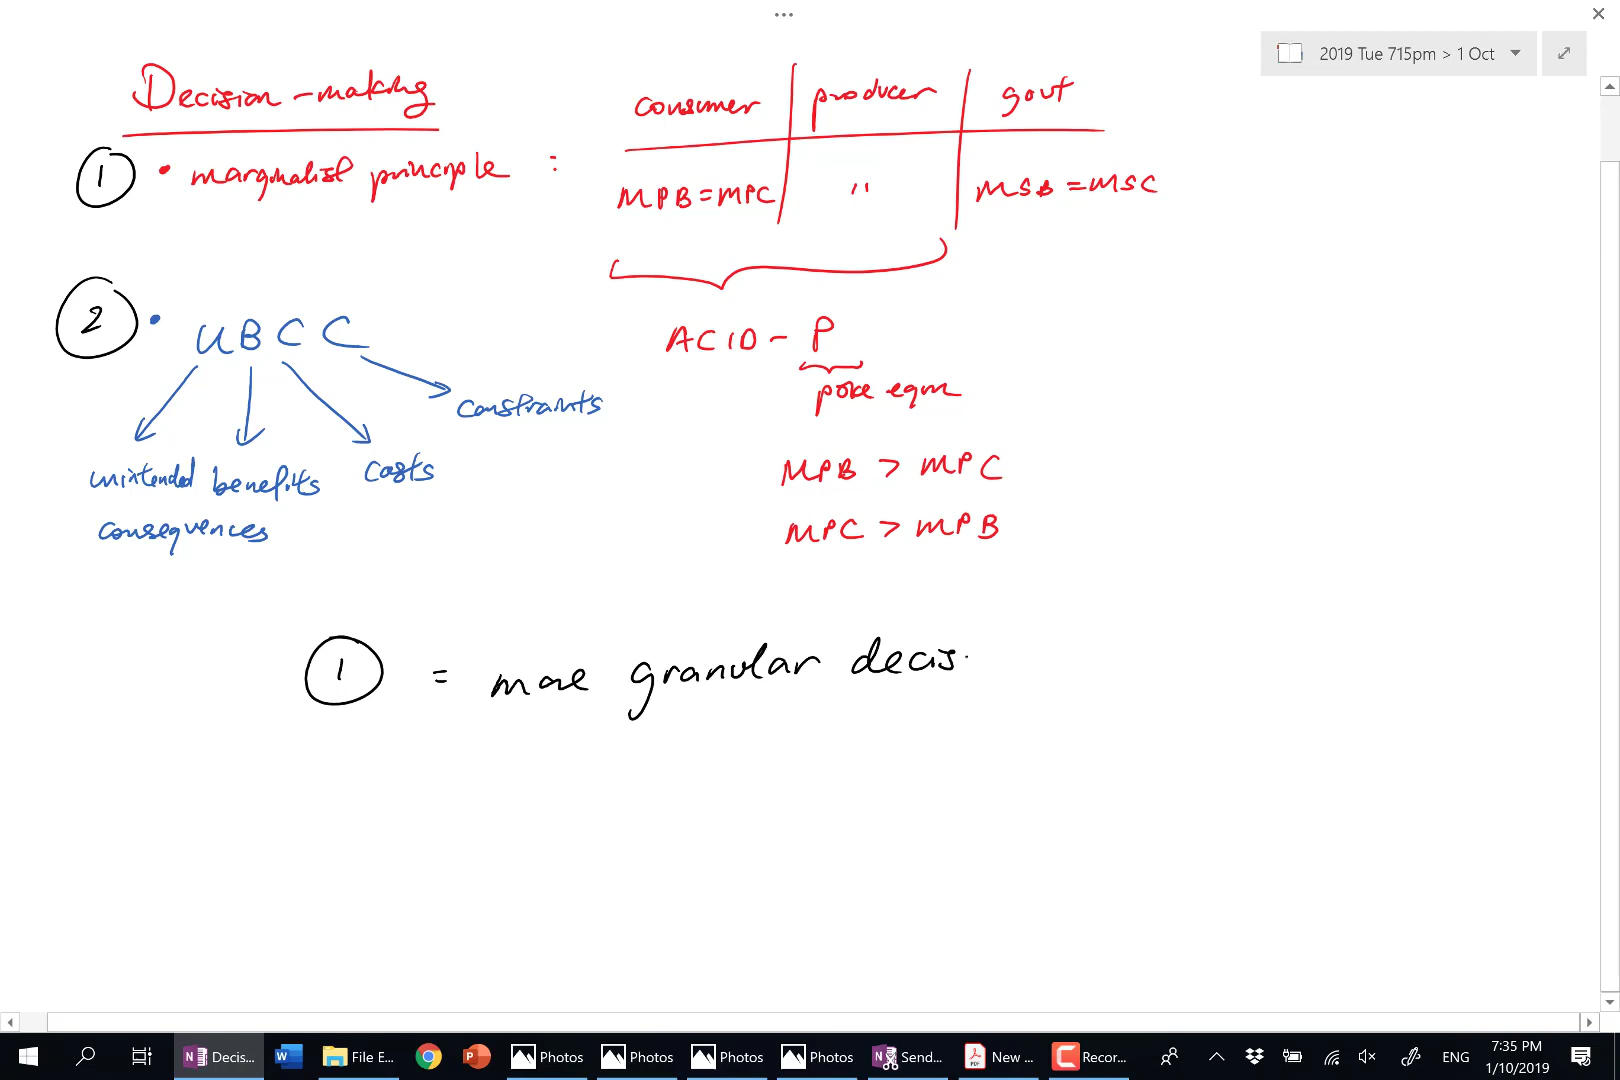 2019 Tue 715pm > 1 Oct
Decision-making
consumer producer govt
① • marginalist principle :
MPB = MPC " MSB = MSC
② • UBCC
ACID - P
constraints
eqm
unintended benefits costs
consequences
MPB > MPC
MPC > MPB
① = more granular decis
Decis... File E... Photos Photos Photos Photos Send... New ... Recor... ENG
7:35 PM
1/10/2019